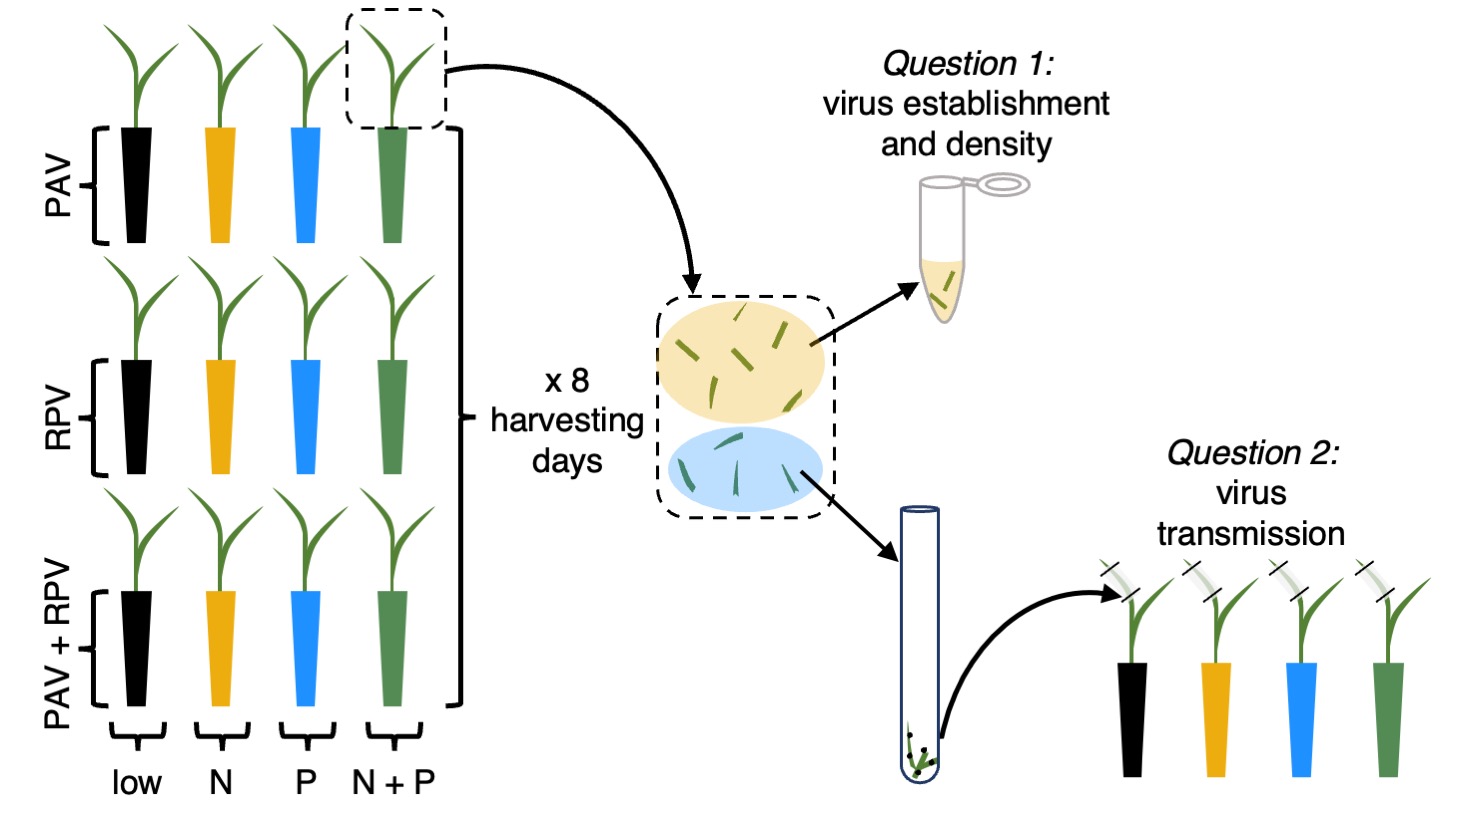 PAV
RPV
PAV + RPV
low
N
P
N + P
x 8
harvesting
days
Question 1:
virus establishment
and density
Question 2:
virus
transmission